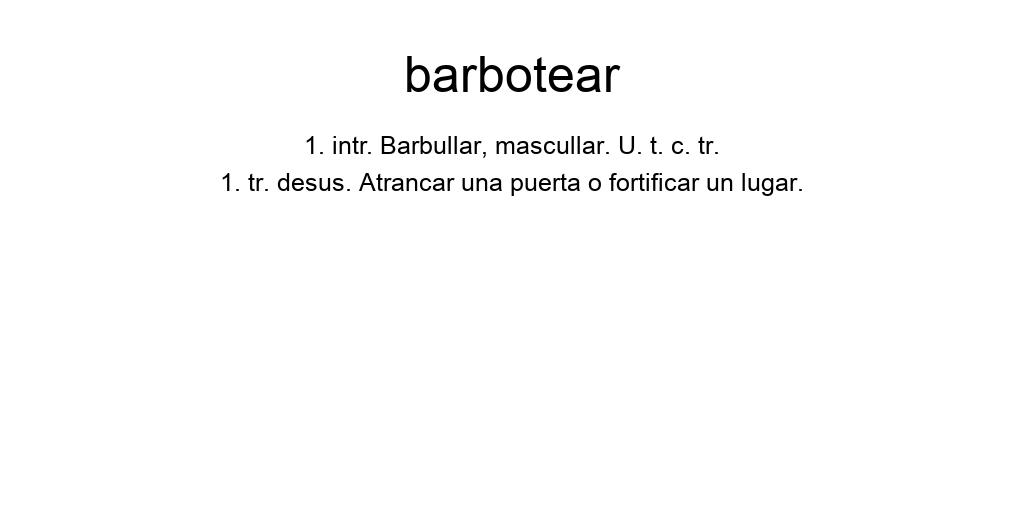 barbotear
1. intr. Barbullar, mascullar. U. t. c. tr.
1. tr. desus. Atrancar una puerta o fortificar un lugar.